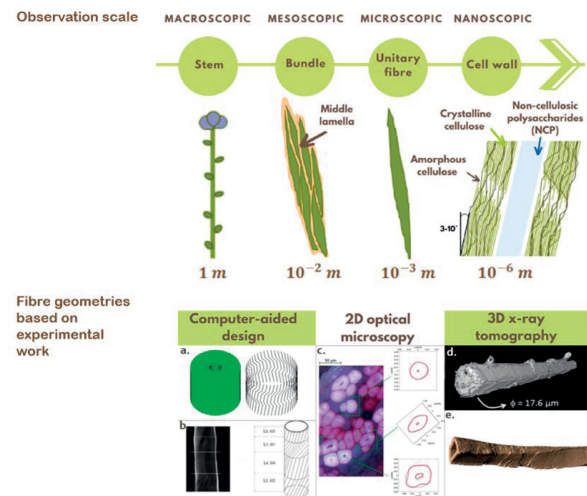 Observation scale
MACROSCOPIC
MESOSCOPIC
MICROSCOPIC
NANOSCOPIC
Stem
Bundle
Unitary
fibre
Cell wall
Middle
lamella
Crystalline
cellulose
Non-cellulosic
polysaccharides
(NCP)
Amorphous
cellulose
3-10°
1 m
10⁻² m
10⁻³ m
10⁻⁶ m
Fibre geometries
based on
experimental
work
Computer-aided
design
2D optical
microscopy
3D x-ray
tomography
a.
b
c.
d.
ϕ = 17.6 µm
e.